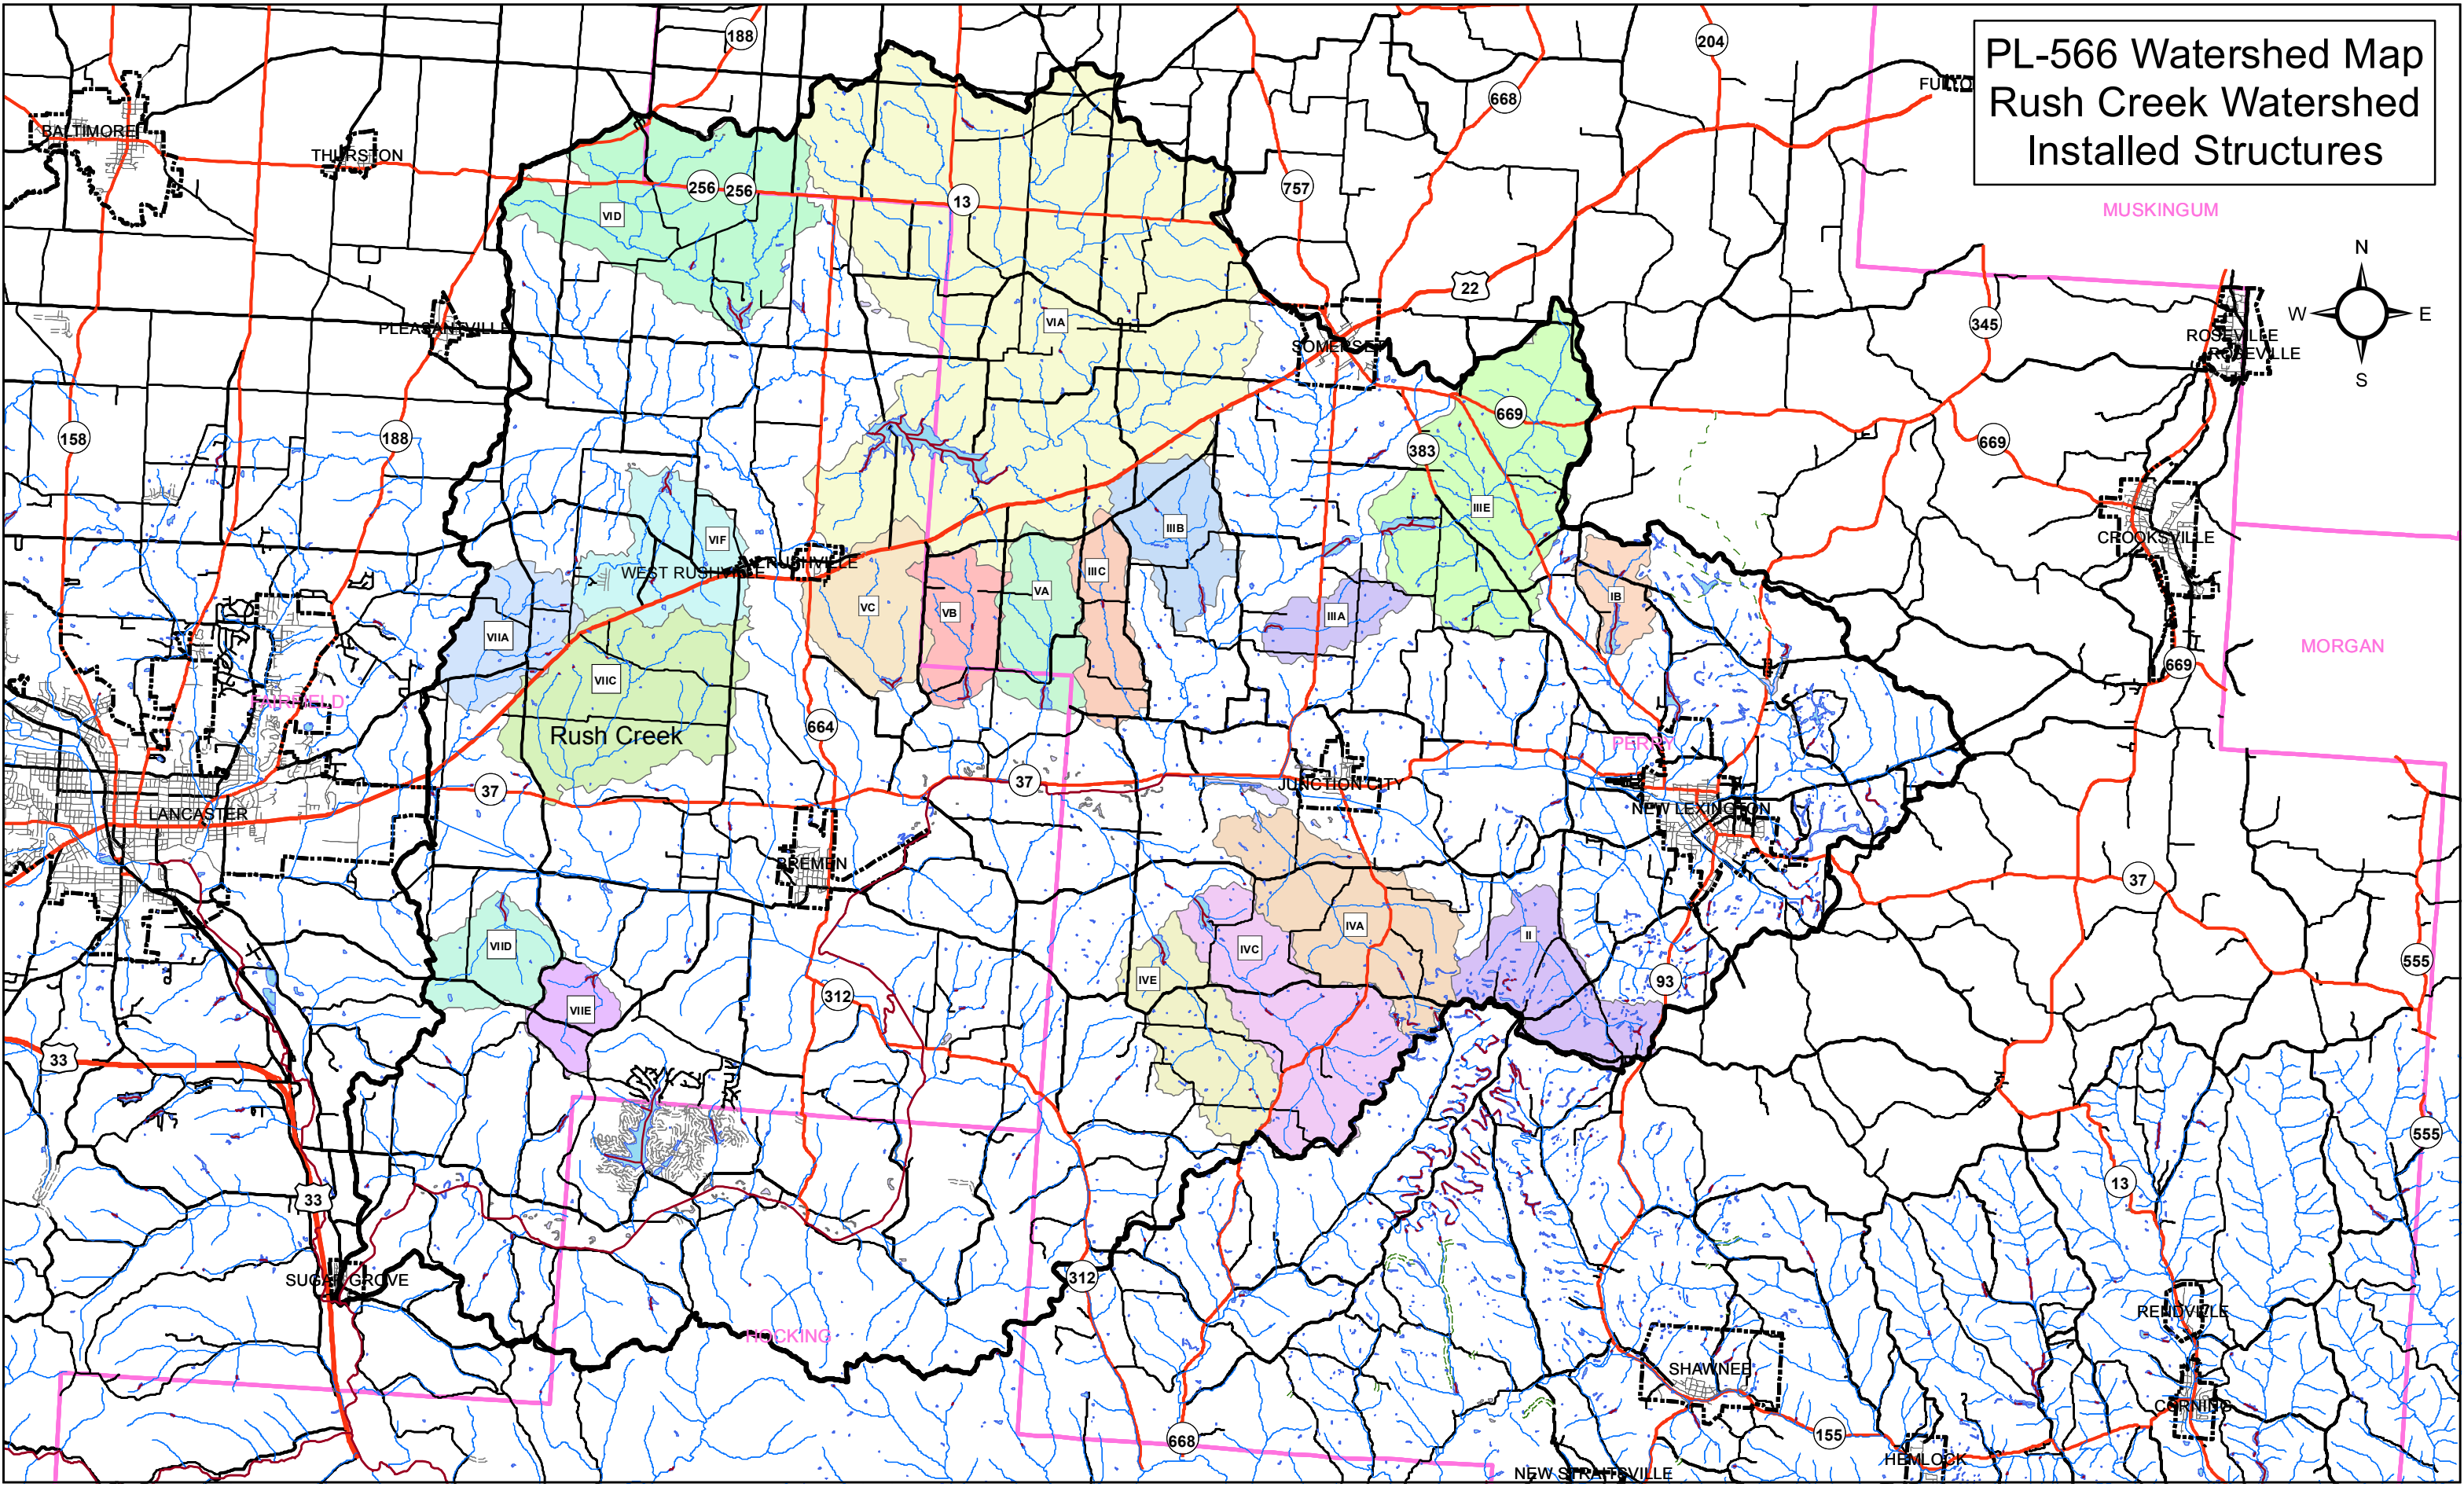 PL-566 Watershed Map
Rush Creek Watershed
Installed Structures
188
204
668
BALTIMORE
THURSTON
256
256
13
757
VID
MUSKINGUM
N
W
E
S
22
PLEASANTVILLE
VIA
SOMERSET
345
ROSEVILLE
ROSEVILLE
158
188
669
383
669
IIIE
IIIB
VIF
CROOKSVILLE
WEST RUSHVILLE
RUSHVILLE
IIIC
VA
VC
VB
IIIA
IB
VIIA
MORGAN
669
VIIC
FAIRFIELD
Rush Creek
664
PERRY
37
37
JUNCTION CITY
LANCASTER
NEW LEXINGTON
BREMEN
37
IVA
II
VIID
IVC
555
IVE
93
312
VIIE
33
555
13
33
SUGAR GROVE
312
RENDVILLE
HOCKING
SHAWNEE
CORNING
668
155
HEMLOCK
NEW STRAITSVILLE